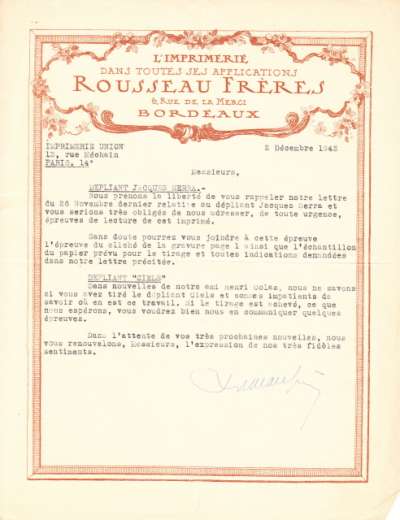 L'IMPRIMERIE
DANS TOUTES SES APPLICATIONS
ROUSSEAU FRÈRES
6, RUE DE LA MERCI
BORDEAUX
IMPRIMERIE UNION
13, rue Méchain
PARIS. 14°
2 Décembre 1943
Messieurs,
DEPLIANT JACQUES SERRA.-
Nous prenons la liberté de vous rappeler notre lettre
du 26 Novembre dernier relative au dépliant Jacques Serra et
vous serions très obligés de nous adresser, de toute urgence,
épreuves de lecture de cet imprimé.
Sans doute pourrez vous joindre à cette épreuve
l'épreuve du cliché de la gravure page 1 ainsi que l'échantillon
du papier prévu pour le tirage et toutes indications demandées
dans notre lettre précitée.
DEPLIANT "CIELS"
Sans nouvelles de notre ami Henri Colas, nous ne savons
si vous avez tiré le dépliant Ciels et sommes impatients de
savoir où en est ce travail. Si le tirage est achevé, ce que
nous espérons, vous voudrez bien nous en communiquer quelques
épreuves.
Dans l'attente de vos très prochaines nouvelles, nous
vous renouvelons, Messieurs, l'expression de nos très fidèles
sentiments.